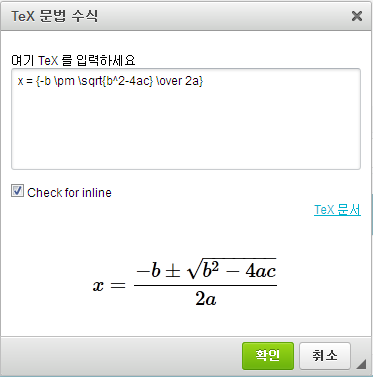 TeX 문법 수식
여기 TeX 를 입력하세요
x = {-b \pm \sqrt{b^2-4ac} \over 2a}
Check for inline
TeX 문서
x = \frac{-b \pm \sqrt{b^2 - 4ac}}{2a}
확인 취소